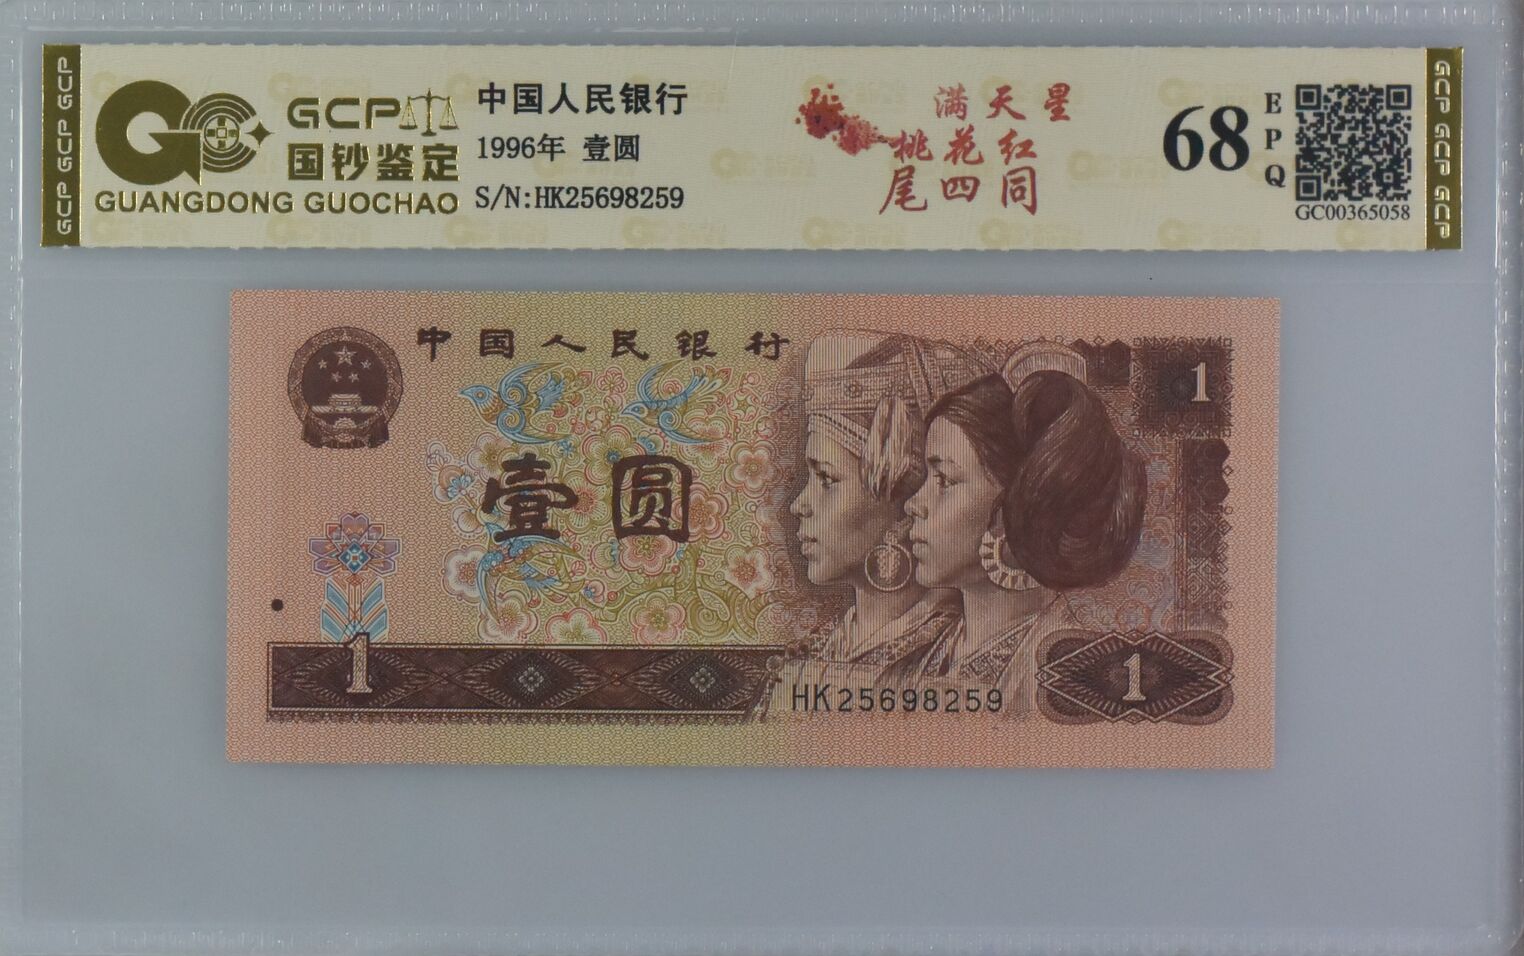 GCP GCP GCP
GCP
国钞鉴定
GUANGDONG GUOCHAO
中国人民银行
1996年 壹圆
S/N:HK25698259
满天星
桃花红
尾四同
68
EPQ
GC00365058
GCP GCP GCP
中国人民银行
1
壹圆
1
HK25698259
1